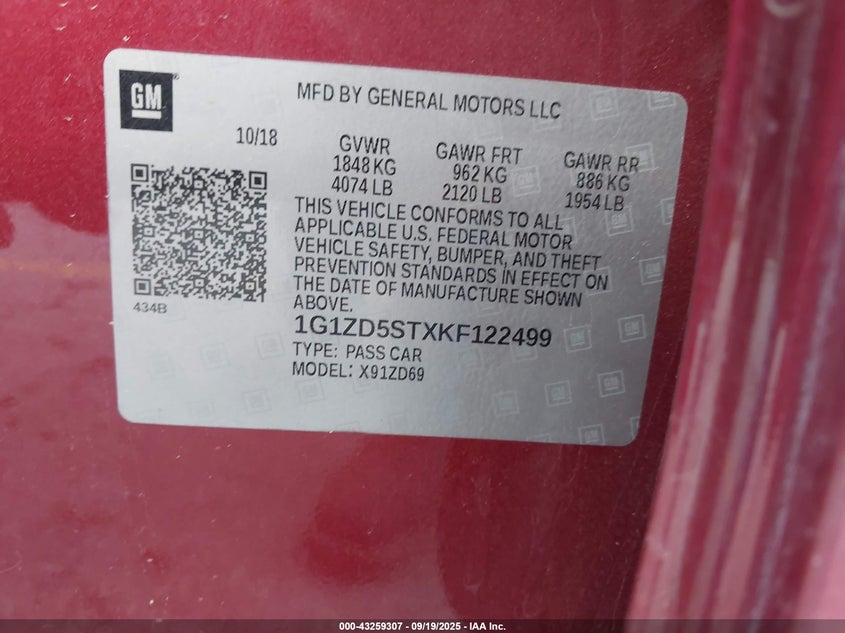 GM
MFD BY GENERAL MOTORS LLC
10/18
GVWR
1848 KG
4074 LB
GAWR FRT
962 KG
2120 LB
GAWR RR
886 KG
1954 LB
THIS VEHICLE CONFORMS TO ALL
APPLICABLE U.S. FEDERAL MOTOR
VEHICLE SAFETY, BUMPER, AND THEFT
PREVENTION STANDARDS IN EFFECT ON
THE DATE OF MANUFACTURE SHOWN
ABOVE.
434B
1G1ZD5STXKF122499
TYPE: PASS CAR
MODEL: X91ZD69
000-43259307 - 09/19/2025 - IAA Inc.